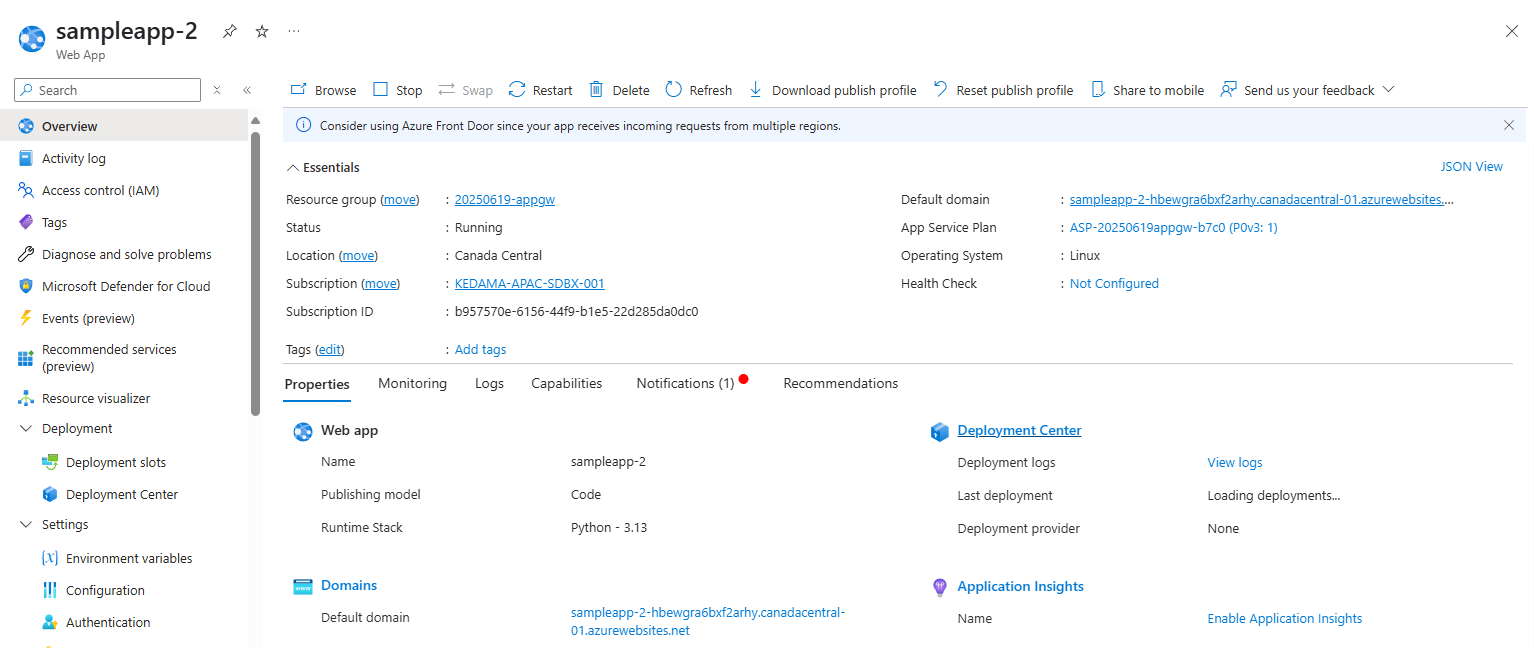 sampleapp-2
Web App
Search
Overview
Activity log
Access control (IAM)
Tags
Diagnose and solve problems
Microsoft Defender for Cloud
Events (preview)
Recommended services
(preview)
Resource visualizer
Deployment
Deployment slots
Deployment Center
Settings
Environment variables
Configuration
Authentication
Browse Stop Swap Restart Delete Refresh Download publish profile Reset publish profile Share to mobile Send us your feedback
Consider using Azure Front Door since your app receives incoming requests from multiple regions.
Essentials
JSON View
Resource group (move) : 20250619-appgw
Status : Running
Location (move) : Canada Central
Subscription (move) : KEDAMA-APAC-SDBX-001
Subscription ID : b957570e-6156-44f9-b1e5-22d285da0dc0
Default domain : sampleapp-2-hbewgra6bxf2arhy.canadacentral-01.azurewebsites....
App Service Plan : ASP-20250619appgw-b7c0 (P0v3: 1)
Operating System : Linux
Health Check : Not Configured
Tags (edit) : Add tags
Properties Monitoring Logs Capabilities Notifications (1) Recommendations
Web app
Name sampleapp-2
Publishing model Code
Runtime Stack Python - 3.13
Domains
Default domain sampleapp-2-hbewgra6bxf2arhy.canadacentral-
01.azurewebsites.net
Deployment Center
Deployment logs View logs
Last deployment Loading deployments...
Deployment provider None
Application Insights
Name Enable Application Insights